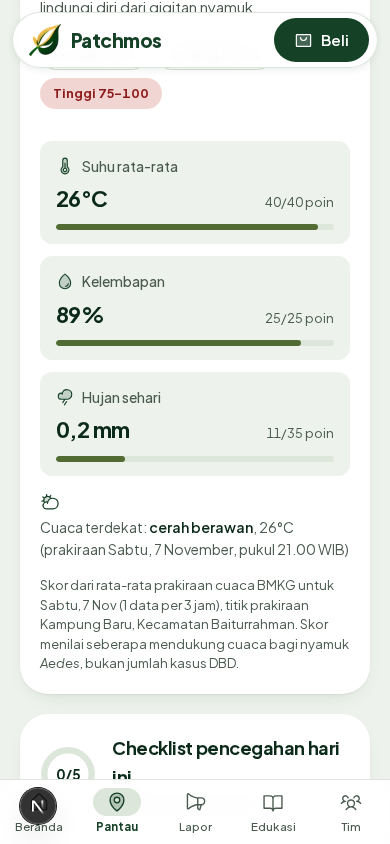 lindungi diri dari gigitan nyamuk
Patchmos
Beli
Tinggi 75–100
Suhu rata-rata
26°C
40/40 poin
Kelembapan
89%
25/25 poin
Hujan sehari
0,2 mm
11/35 poin
Cuaca terdekat: cerah berawan, 26°C
(prakiraan Sabtu, 7 November, pukul 21.00 WIB)
Skor dari rata-rata prakiraan cuaca BMKG untuk
Sabtu, 7 Nov (1 data per 3 jam), titik prakiraan
Kampung Baru, Kecamatan Baiturrahman. Skor
menilai seberapa mendukung cuaca bagi nyamuk
Aedes, bukan jumlah kasus DBD.
Checklist pencegahan hari
ini
0/5
N
Beranda
Pantau
Lapor
Edukasi
Tim